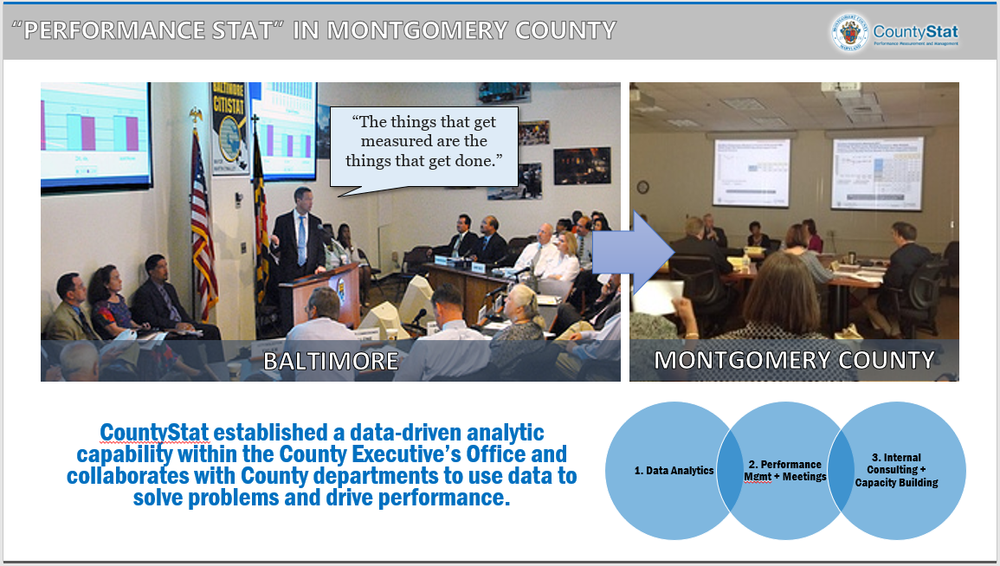 “PERFORMANCE STAT” IN MONTGOMERY COUNTY
MONTGOMERY COUNTY
MARYLAND
CountyStat
Performance Measurement and Management
BALTIMORE
CITISTAT
“The things that get
measured are the
things that get done.”
BALTIMORE
MONTGOMERY COUNTY
CountyStat established a data-driven analytic
capability within the County Executive’s Office and
collaborates with County departments to use data to
solve problems and drive performance.
1. Data Analytics
2. Performance
Mgmt + Meetings
3. Internal
Consulting +
Capacity Building